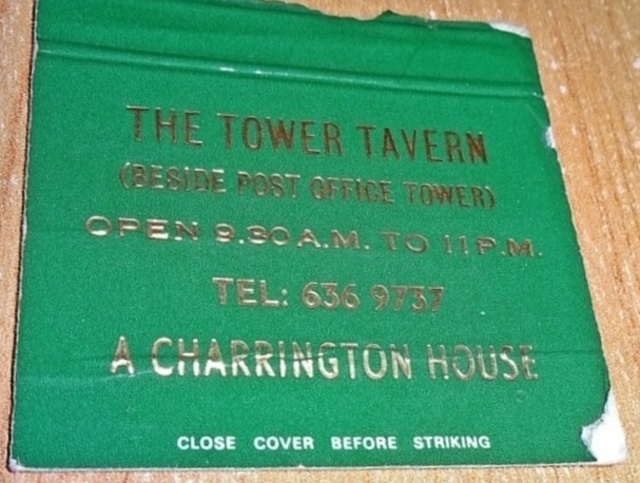 THE TOWER TAVERN
(BESIDE POST OFFICE TOWER)
OPEN 9.30 A.M. TO 11 P.M.
TEL: 636 9737
A CHARRINGTON HOUSE
CLOSE COVER BEFORE STRIKING